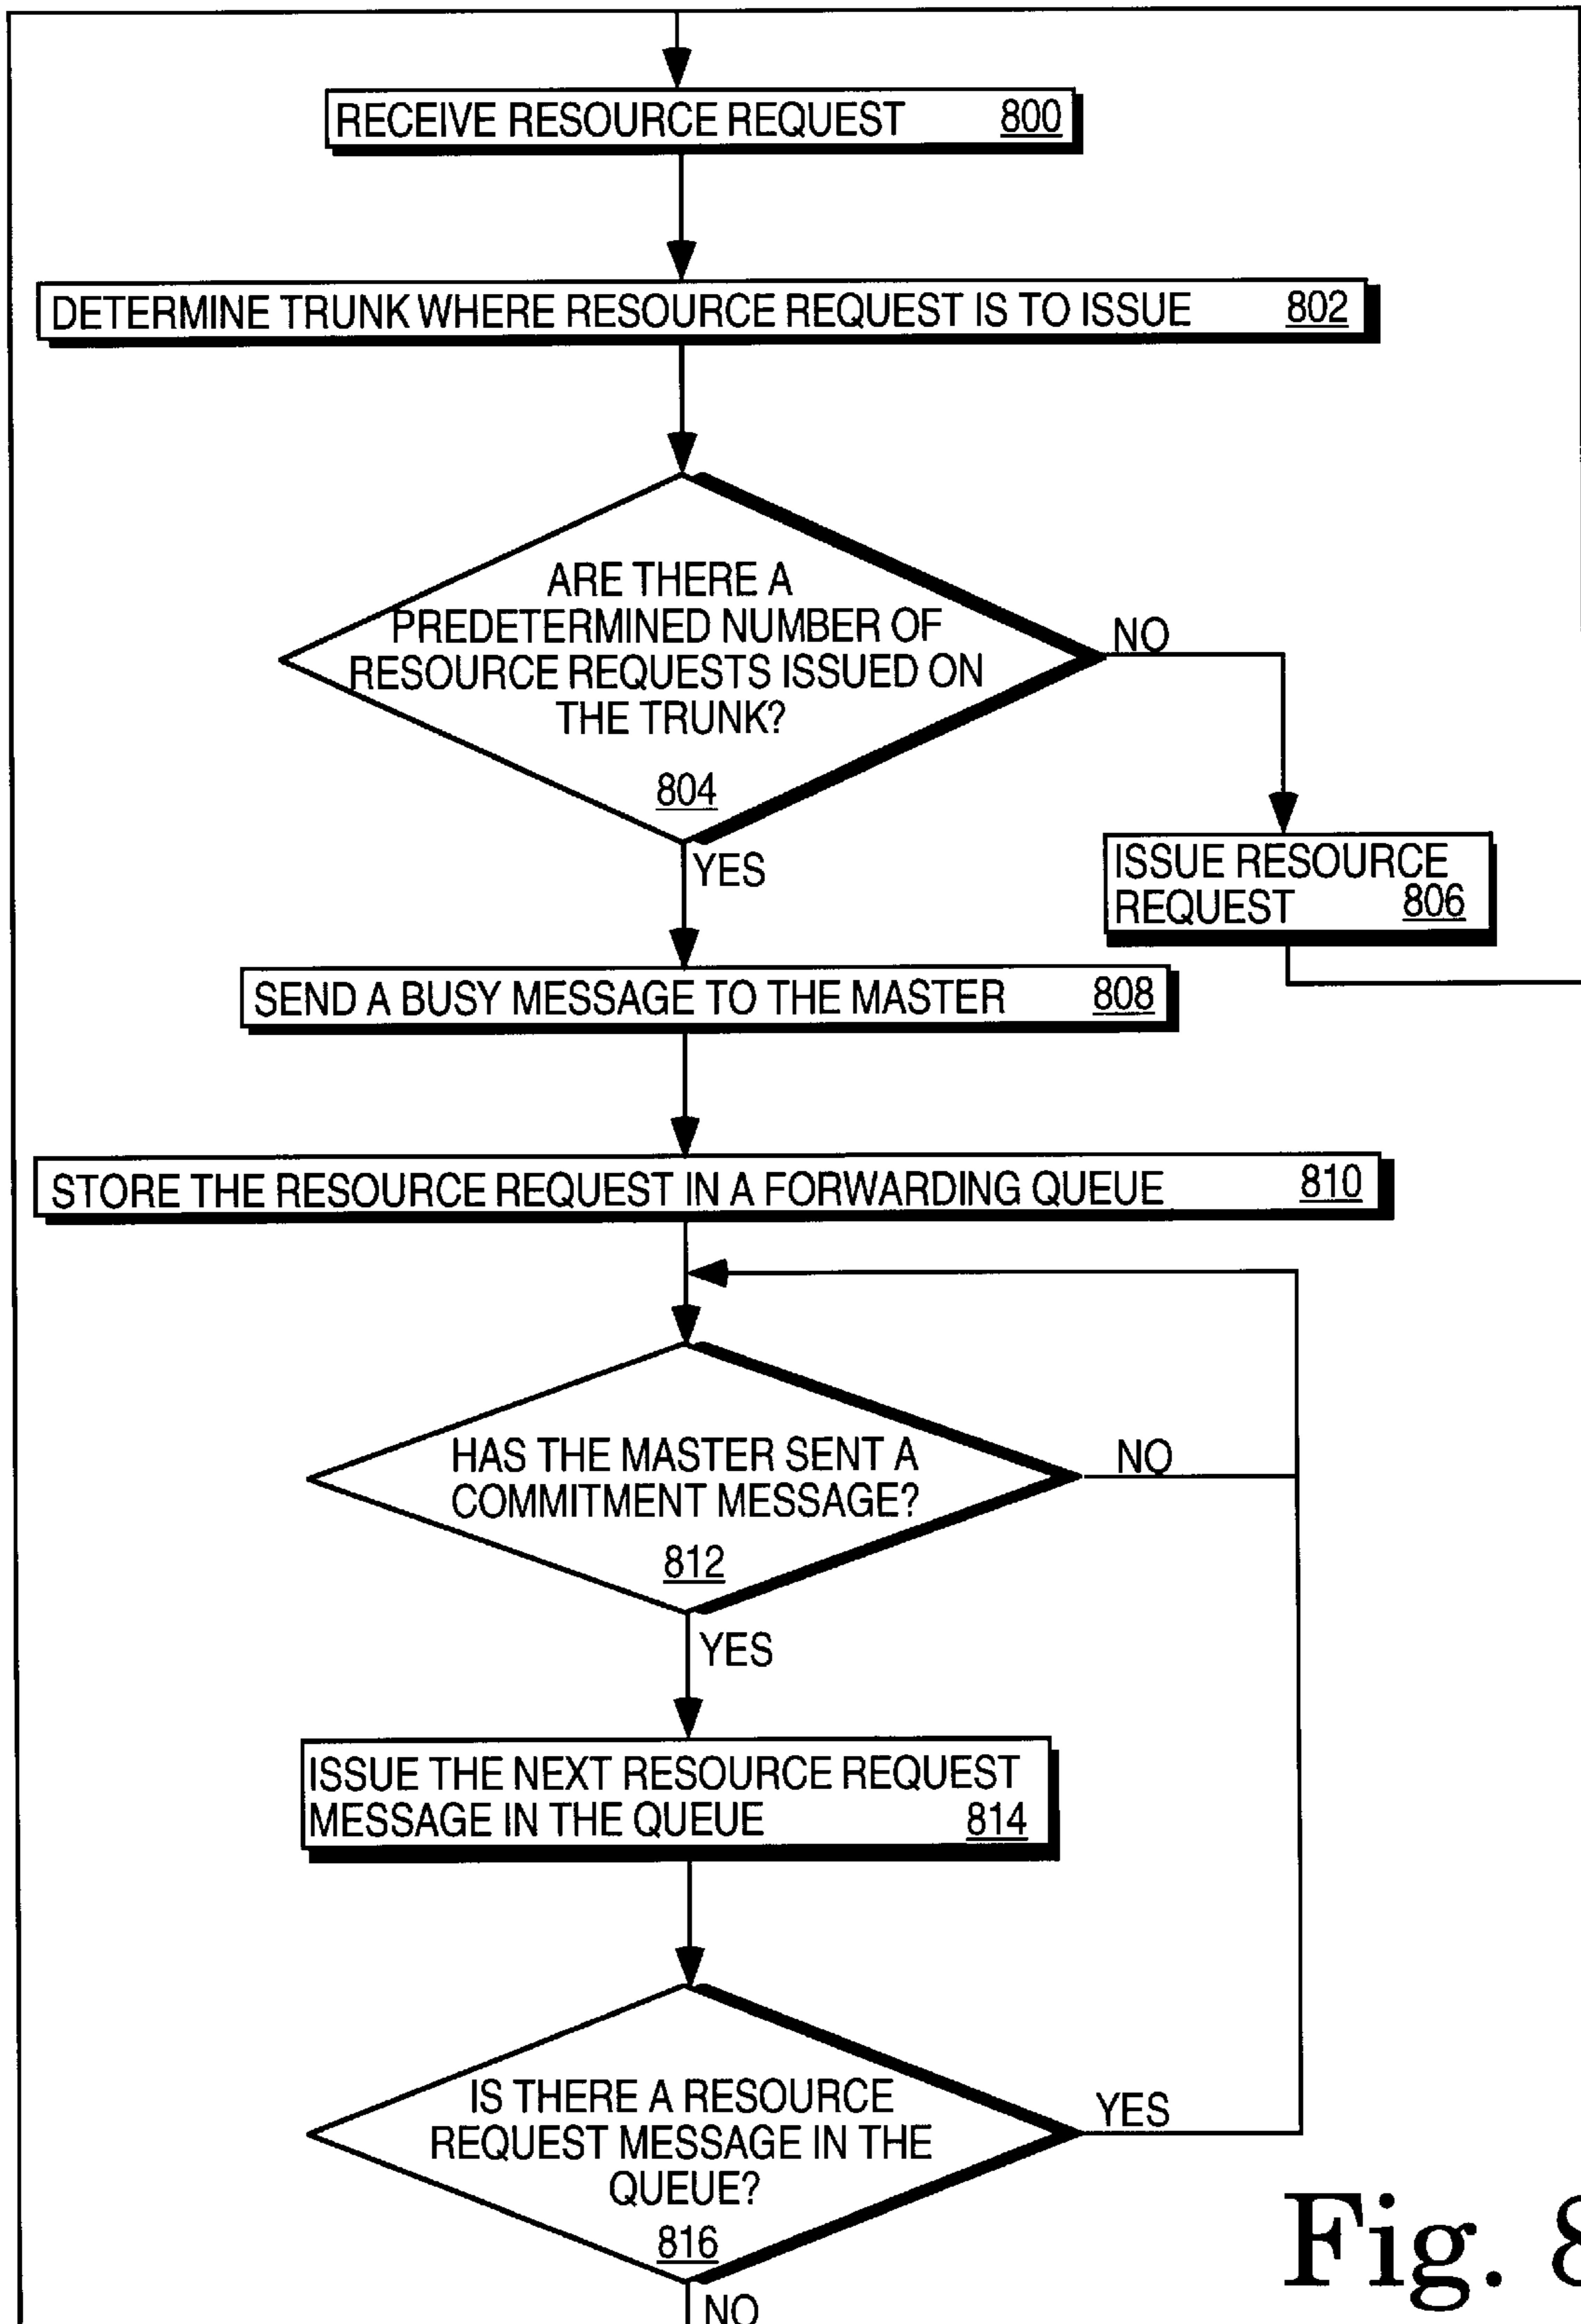 RECEIVE RESOURCE REQUEST 800
DETERMINE TRUNK WHERE RESOURCE REQUEST IS TO ISSUE 802
ARE THERE A
PREDETERMINED NUMBER OF
RESOURCE REQUESTS ISSUED ON
THE TRUNK?
804
NO
YES
ISSUE RESOURCE
REQUEST 806
SEND A BUSY MESSAGE TO THE MASTER 808
STORE THE RESOURCE REQUEST IN A FORWARDING QUEUE 810
HAS THE MASTER SENT A
COMMITMENT MESSAGE?
812
NO
YES
ISSUE THE NEXT RESOURCE REQUEST
MESSAGE IN THE QUEUE 814
IS THERE A RESOURCE
REQUEST MESSAGE IN THE
QUEUE?
816
YES
NO
Fig. 8